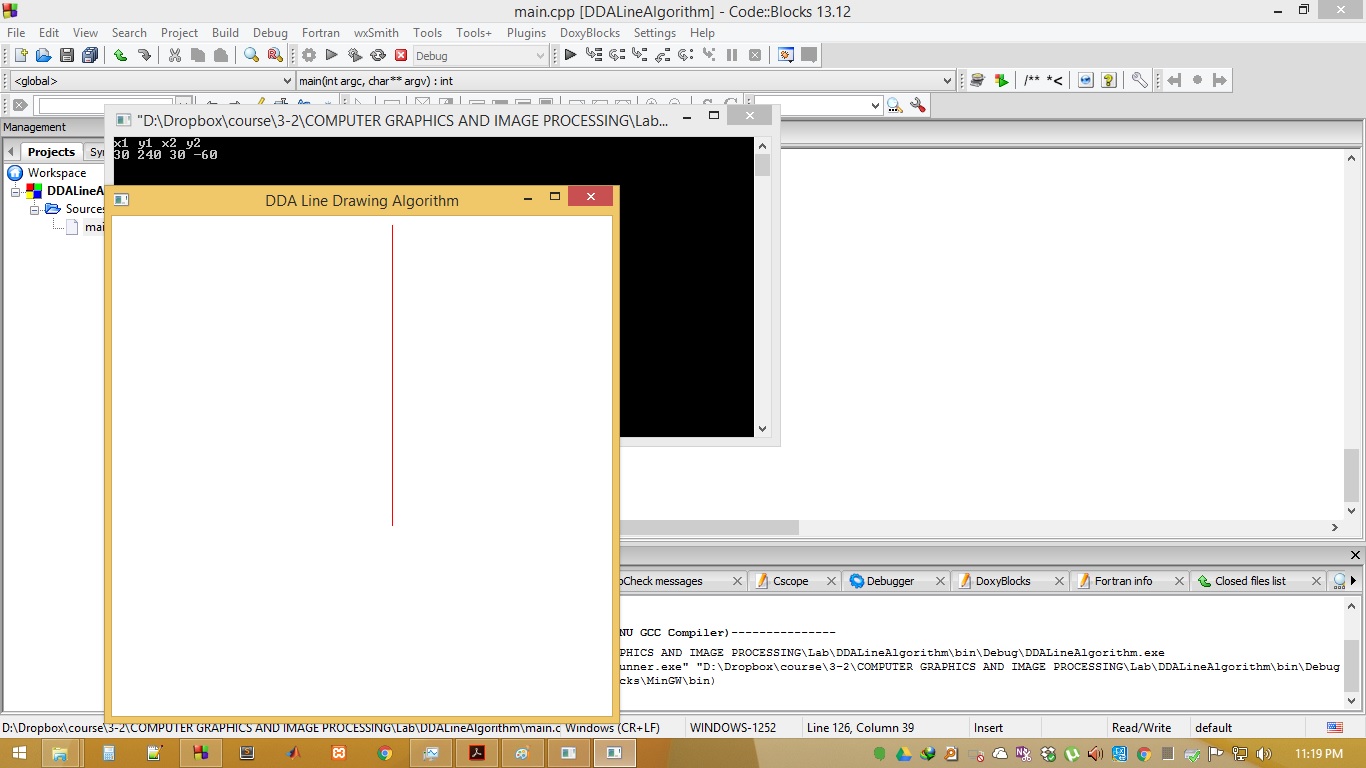 main.cpp [DDALineAlgorithm] - Code::Blocks 13.12
File Edit View Search Project Build Debug Fortran wxSmith Tools Tools+ Plugins DoxyBlocks Settings Help
Debug
<global> main(int argc, char** argv) : int
/** *<
Management
"D:\Dropbox\course\3-2\COMPUTER GRAPHICS AND IMAGE PROCESSING\Lab...
Projects Sy
x1 y1 x2 y2
30 240 30 -60
Workspace
DDALineA
Sources
mai
DDA Line Drawing Algorithm
oCheck messages Cscope Debugger DoxyBlocks Fortran info Closed files list
NU GCC Compiler)---------------
PHICS AND IMAGE PROCESSING\Lab\DDALineAlgorithm\bin\Debug\DDALineAlgorithm.exe
unner.exe" "D:\Dropbox\course\3-2\COMPUTER GRAPHICS AND IMAGE PROCESSING\Lab\DDALineAlgorithm\bin\Debug
cks\MinGW\bin)
D:\Dropbox\course\3-2\COMPUTER GRAPHICS AND IMAGE PROCESSING\Lab\DDALineAlgorithm\main.c Windows (CR+LF) WINDOWS-1252 Line 126, Column 39 Insert Read/Write default
11:19 PM